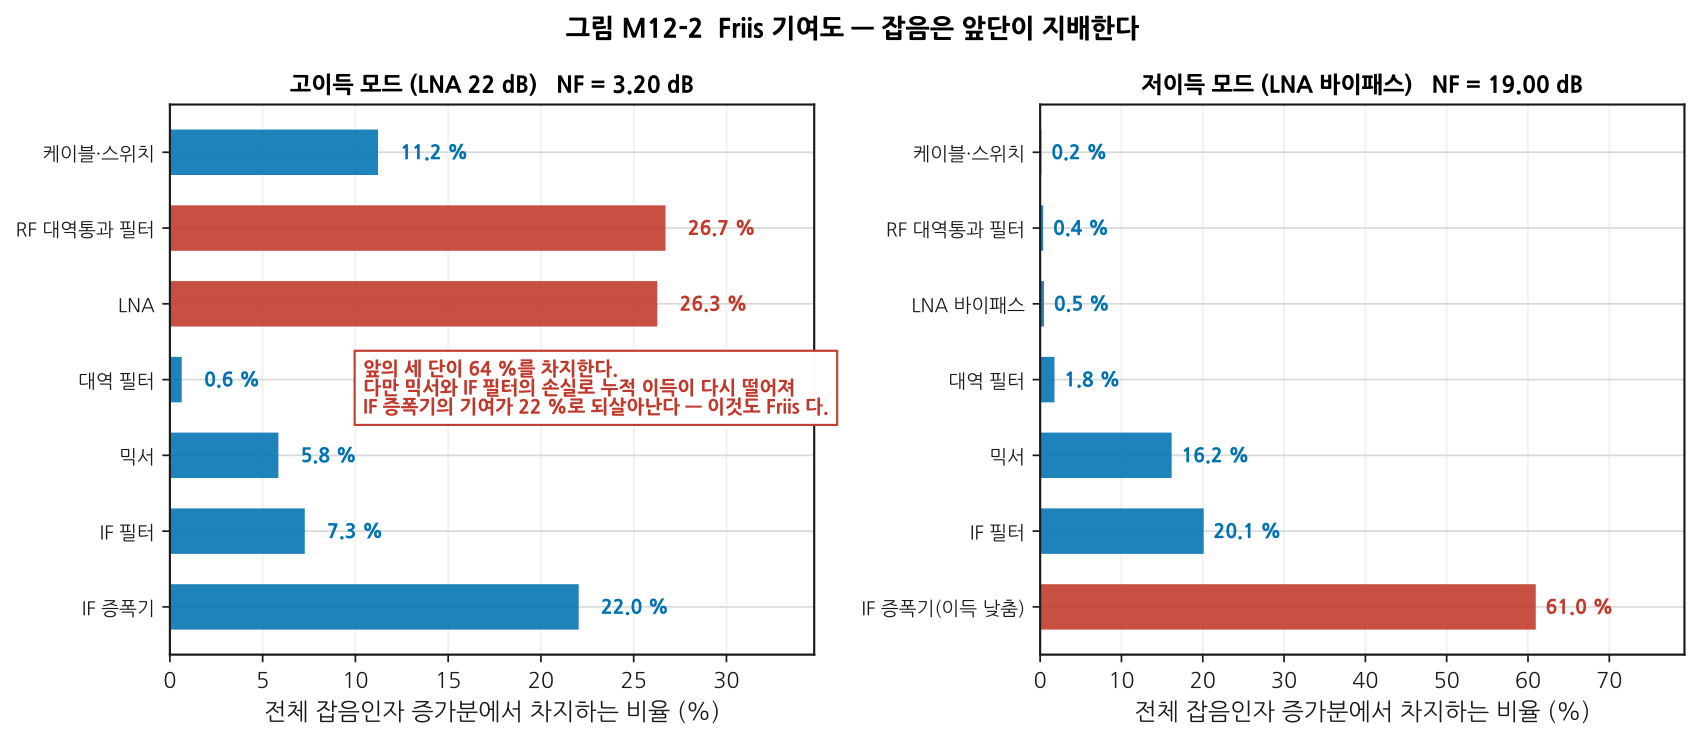 그림 M12-2 Friis 기여도 — 잡음은 앞단이 지배한다
고이득 모드 (LNA 22 dB) NF = 3.20 dB
케이블·스위치
11.2 %
RF 대역통과 필터
26.7 %
LNA
26.3 %
대역 필터
0.6 %
앞의 세 단이 64 %를 차지한다.
다만 믹서와 IF 필터의 손실로 누적 이득이 다시 떨어져
IF 증폭기의 기여가 22 %로 되살아난다 — 이것도 Friis 다.
믹서
5.8 %
IF 필터
7.3 %
IF 증폭기
22.0 %
0 5 10 15 20 25 30
전체 잡음인자 증가분에서 차지하는 비율 (%)
저이득 모드 (LNA 바이패스) NF = 19.00 dB
케이블·스위치
0.2 %
RF 대역통과 필터
0.4 %
LNA 바이패스
0.5 %
대역 필터
1.8 %
믹서
16.2 %
IF 필터
20.1 %
IF 증폭기(이득 낮춤)
61.0 %
0 10 20 30 40 50 60 70
전체 잡음인자 증가분에서 차지하는 비율 (%)